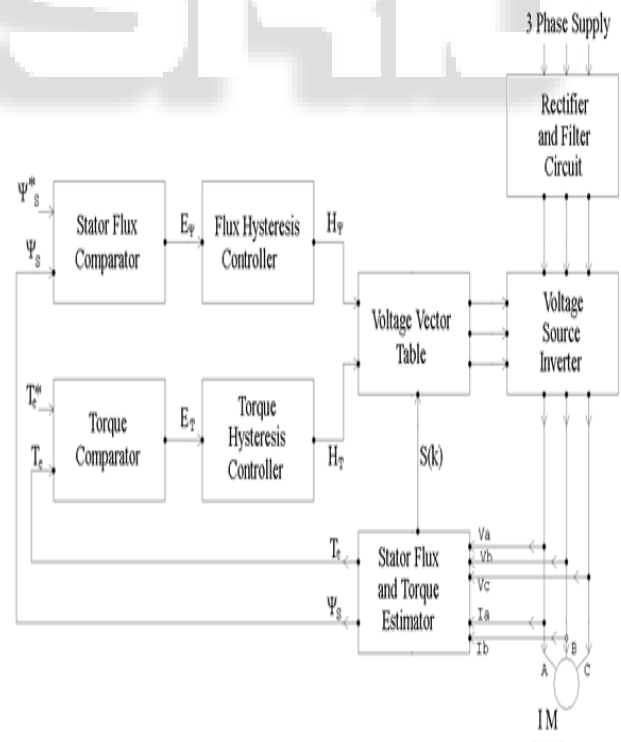 3 Phase Supply
Rectifier
and Filter
Circuit
Ψ*s
Ψs
Stator Flux
Comparator
EΨ
Flux Hysteresis
Controller
HΨ
Voltage Vector
Table
Voltage
Source
Inverter
Te*
Te
Torque
Comparator
ET
Torque
Hysteresis
Controller
HT
S(k)
Te
Ψs
Stator Flux
and Torque
Estimator
Va
Vb
Vc
Ia
Ib
A
B
C
IM